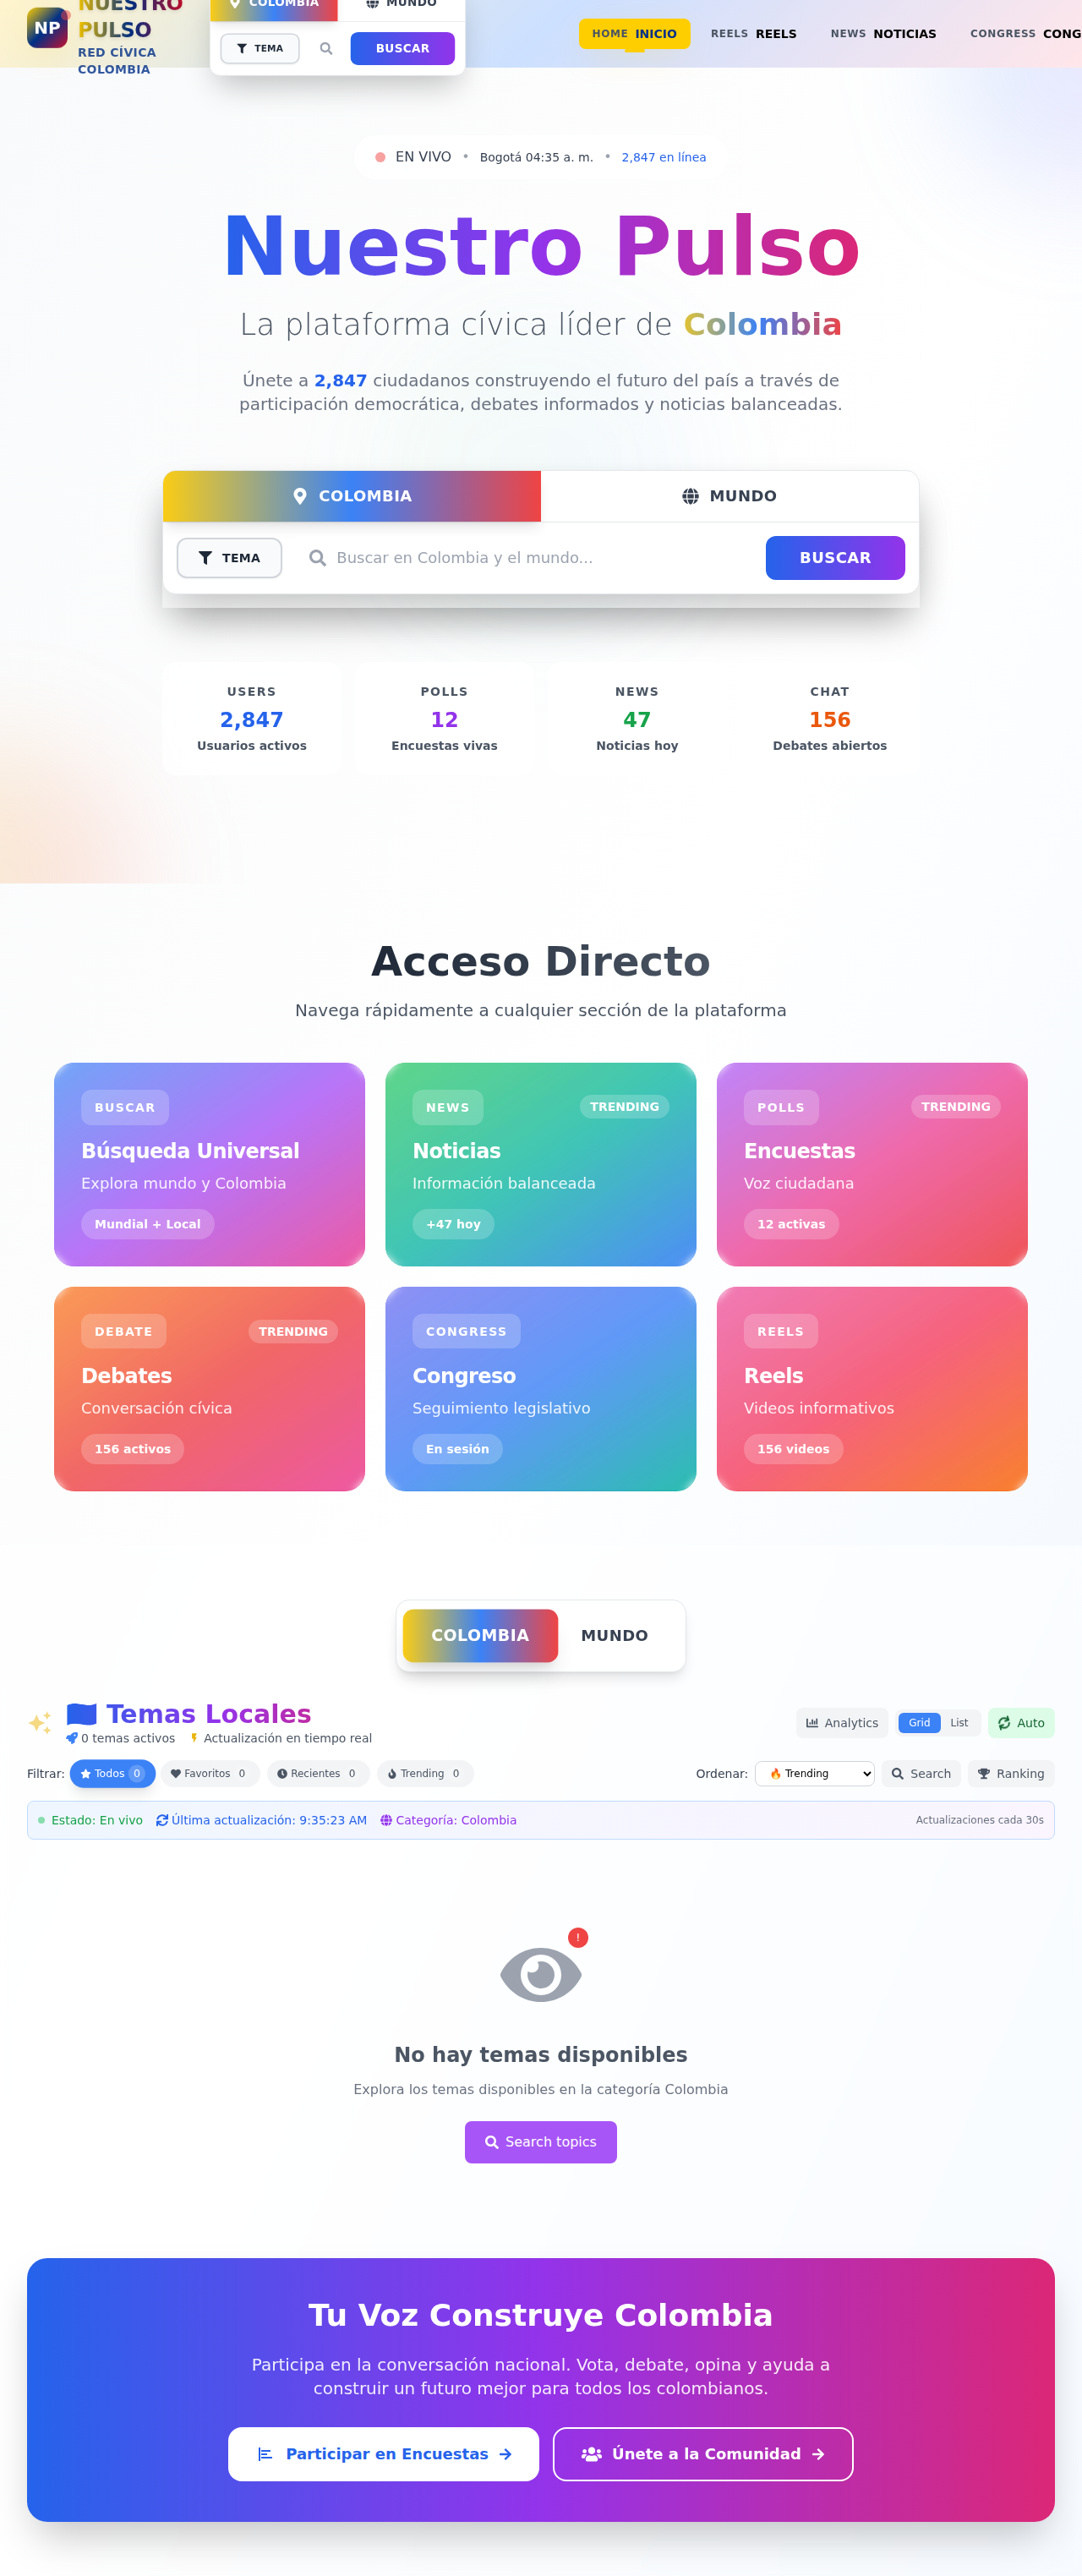 NP
NUESTRO
PULSO
RED CÍVICA
COLOMBIA
COLOMBIA
MUNDO
TEMA
BUSCAR
HOME INICIO
REELS REELS
NEWS NOTICIAS
CONGRESS CONG
EN VIVO • Bogotá 04:35 a. m. • 2,847 en línea
Nuestro Pulso
La plataforma cívica líder de Colombia
Únete a 2,847 ciudadanos construyendo el futuro del país a través de
participación democrática, debates informados y noticias balanceadas.
COLOMBIA
MUNDO
TEMA
Buscar en Colombia y el mundo...
BUSCAR
USERS
2,847
Usuarios activos
POLLS
12
Encuestas vivas
NEWS
47
Noticias hoy
CHAT
156
Debates abiertos
Acceso Directo
Navega rápidamente a cualquier sección de la plataforma
BUSCAR
Búsqueda Universal
Explora mundo y Colombia
Mundial + Local
NEWS
TRENDING
Noticias
Información balanceada
+47 hoy
POLLS
TRENDING
Encuestas
Voz ciudadana
12 activas
DEBATE
TRENDING
Debates
Conversación cívica
156 activos
CONGRESS
Congreso
Seguimiento legislativo
En sesión
REELS
Reels
Videos informativos
156 videos
COLOMBIA
MUNDO
Temas Locales
0 temas activos
Actualización en tiempo real
Analytics
Grid
List
Auto
Filtrar:
Todos 0
Favoritos 0
Recientes 0
Trending 0
Ordenar:
🔥 Trending
Search
Ranking
Estado: En vivo
Última actualización: 9:35:23 AM
Categoría: Colombia
Actualizaciones cada 30s
!
No hay temas disponibles
Explora los temas disponibles en la categoría Colombia
Search topics
Tu Voz Construye Colombia
Participa en la conversación nacional. Vota, debate, opina y ayuda a
construir un futuro mejor para todos los colombianos.
Participar en Encuestas →
Únete a la Comunidad →